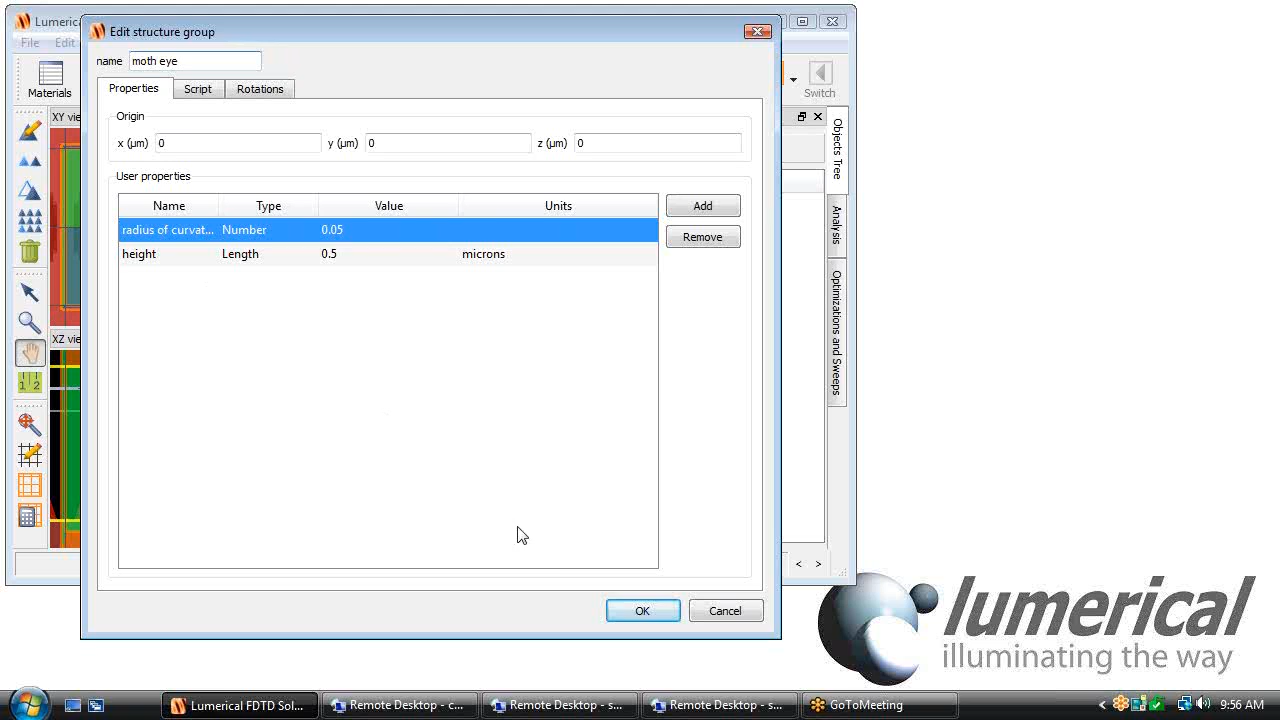 Lumerical
Edit structure group
File Edit
name moth eye
Materials
Properties Script Rotations
Switch
XY vie
Origin
x (µm) 0 y (µm) 0 z (µm) 0
User properties
Name Type Value Units
Add
radius of curvat... Number 0.05
Remove
height Length 0.5 microns
Objects Tree
Analysis
Optimizations and Sweeps
XZ vie
1 2
OK Cancel
< >
lumerical
illuminating the way
Lumerical FDTD Sol... Remote Desktop - ... Remote Desktop - s... Remote Desktop - s... GoToMeeting 9:56 AM